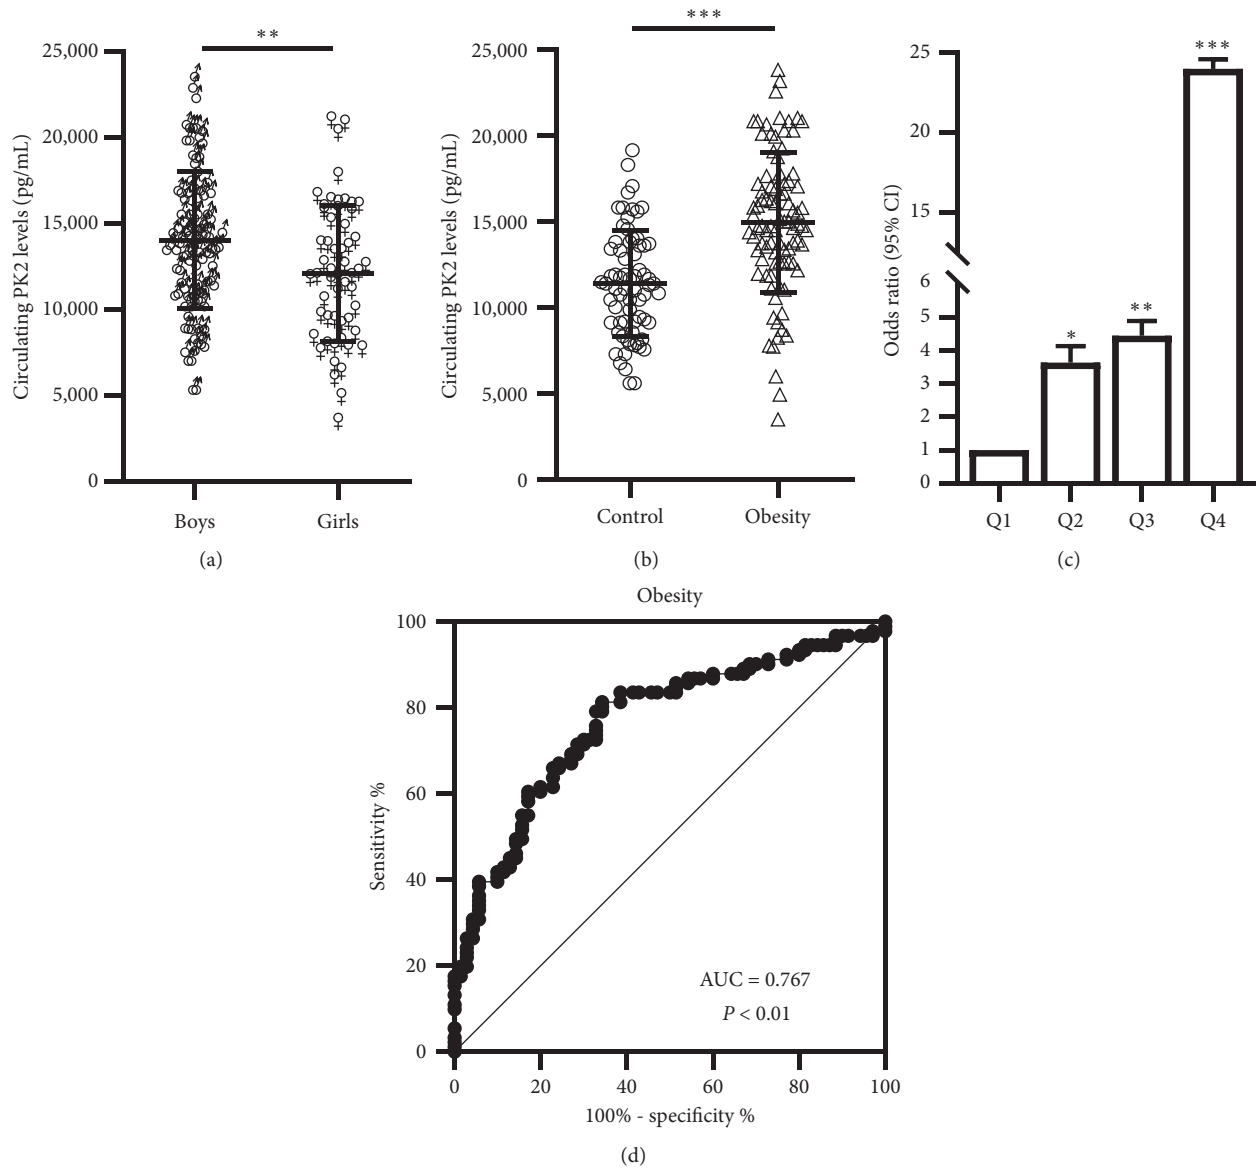 **
25,000
20,000
15,000
10,000
5,000
0
Circulating PK2 levels (pg/mL)
Boys
Girls
(a)
***
25,000
20,000
15,000
10,000
5,000
0
Circulating PK2 levels (pg/mL)
Control
Obesity
(b)
***
25
20
15
6
5
4
3
2
1
0
**
*
Odds ratio (95% CI)
Q1
Q2
Q3
Q4
(c)
Obesity
100
80
60
40
20
0
Sensitivity %
AUC = 0.767
P < 0.01
0
20
40
60
80
100
100% - specificity %
(d)